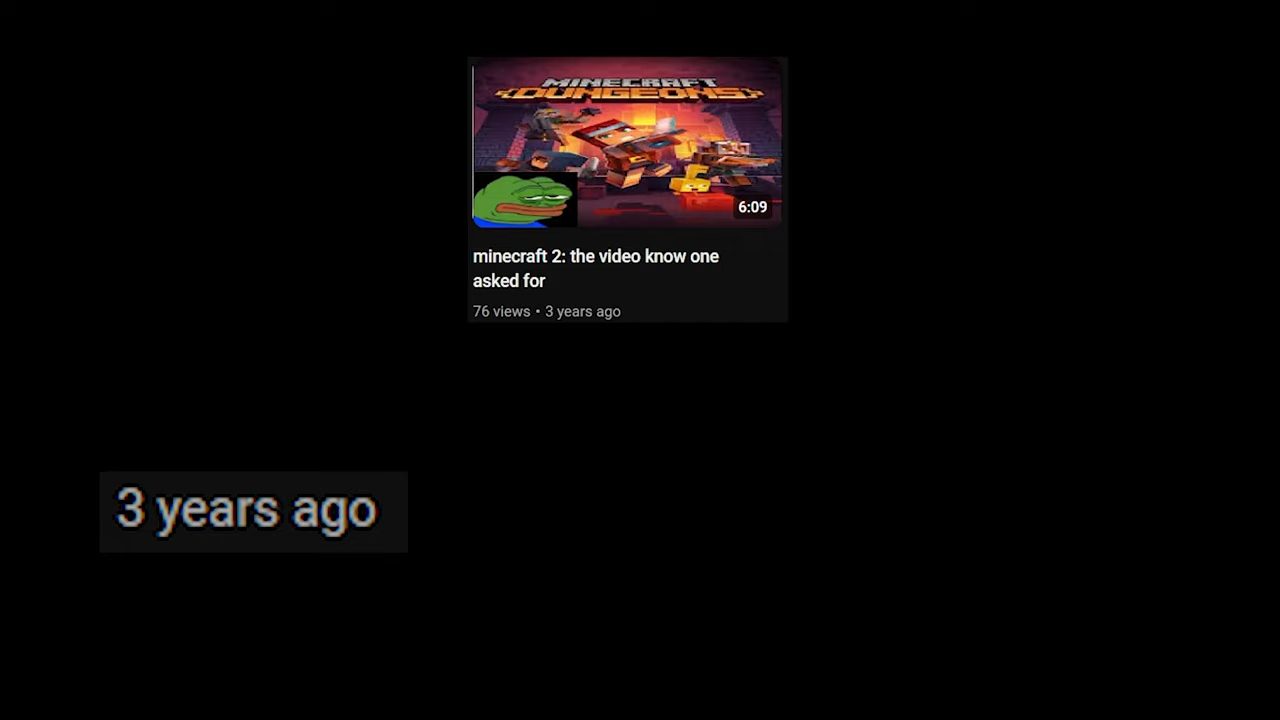 MINECRAFT
DUNGEONS
6:09
minecraft 2: the video know one
asked for
76 views • 3 years ago
3 years ago